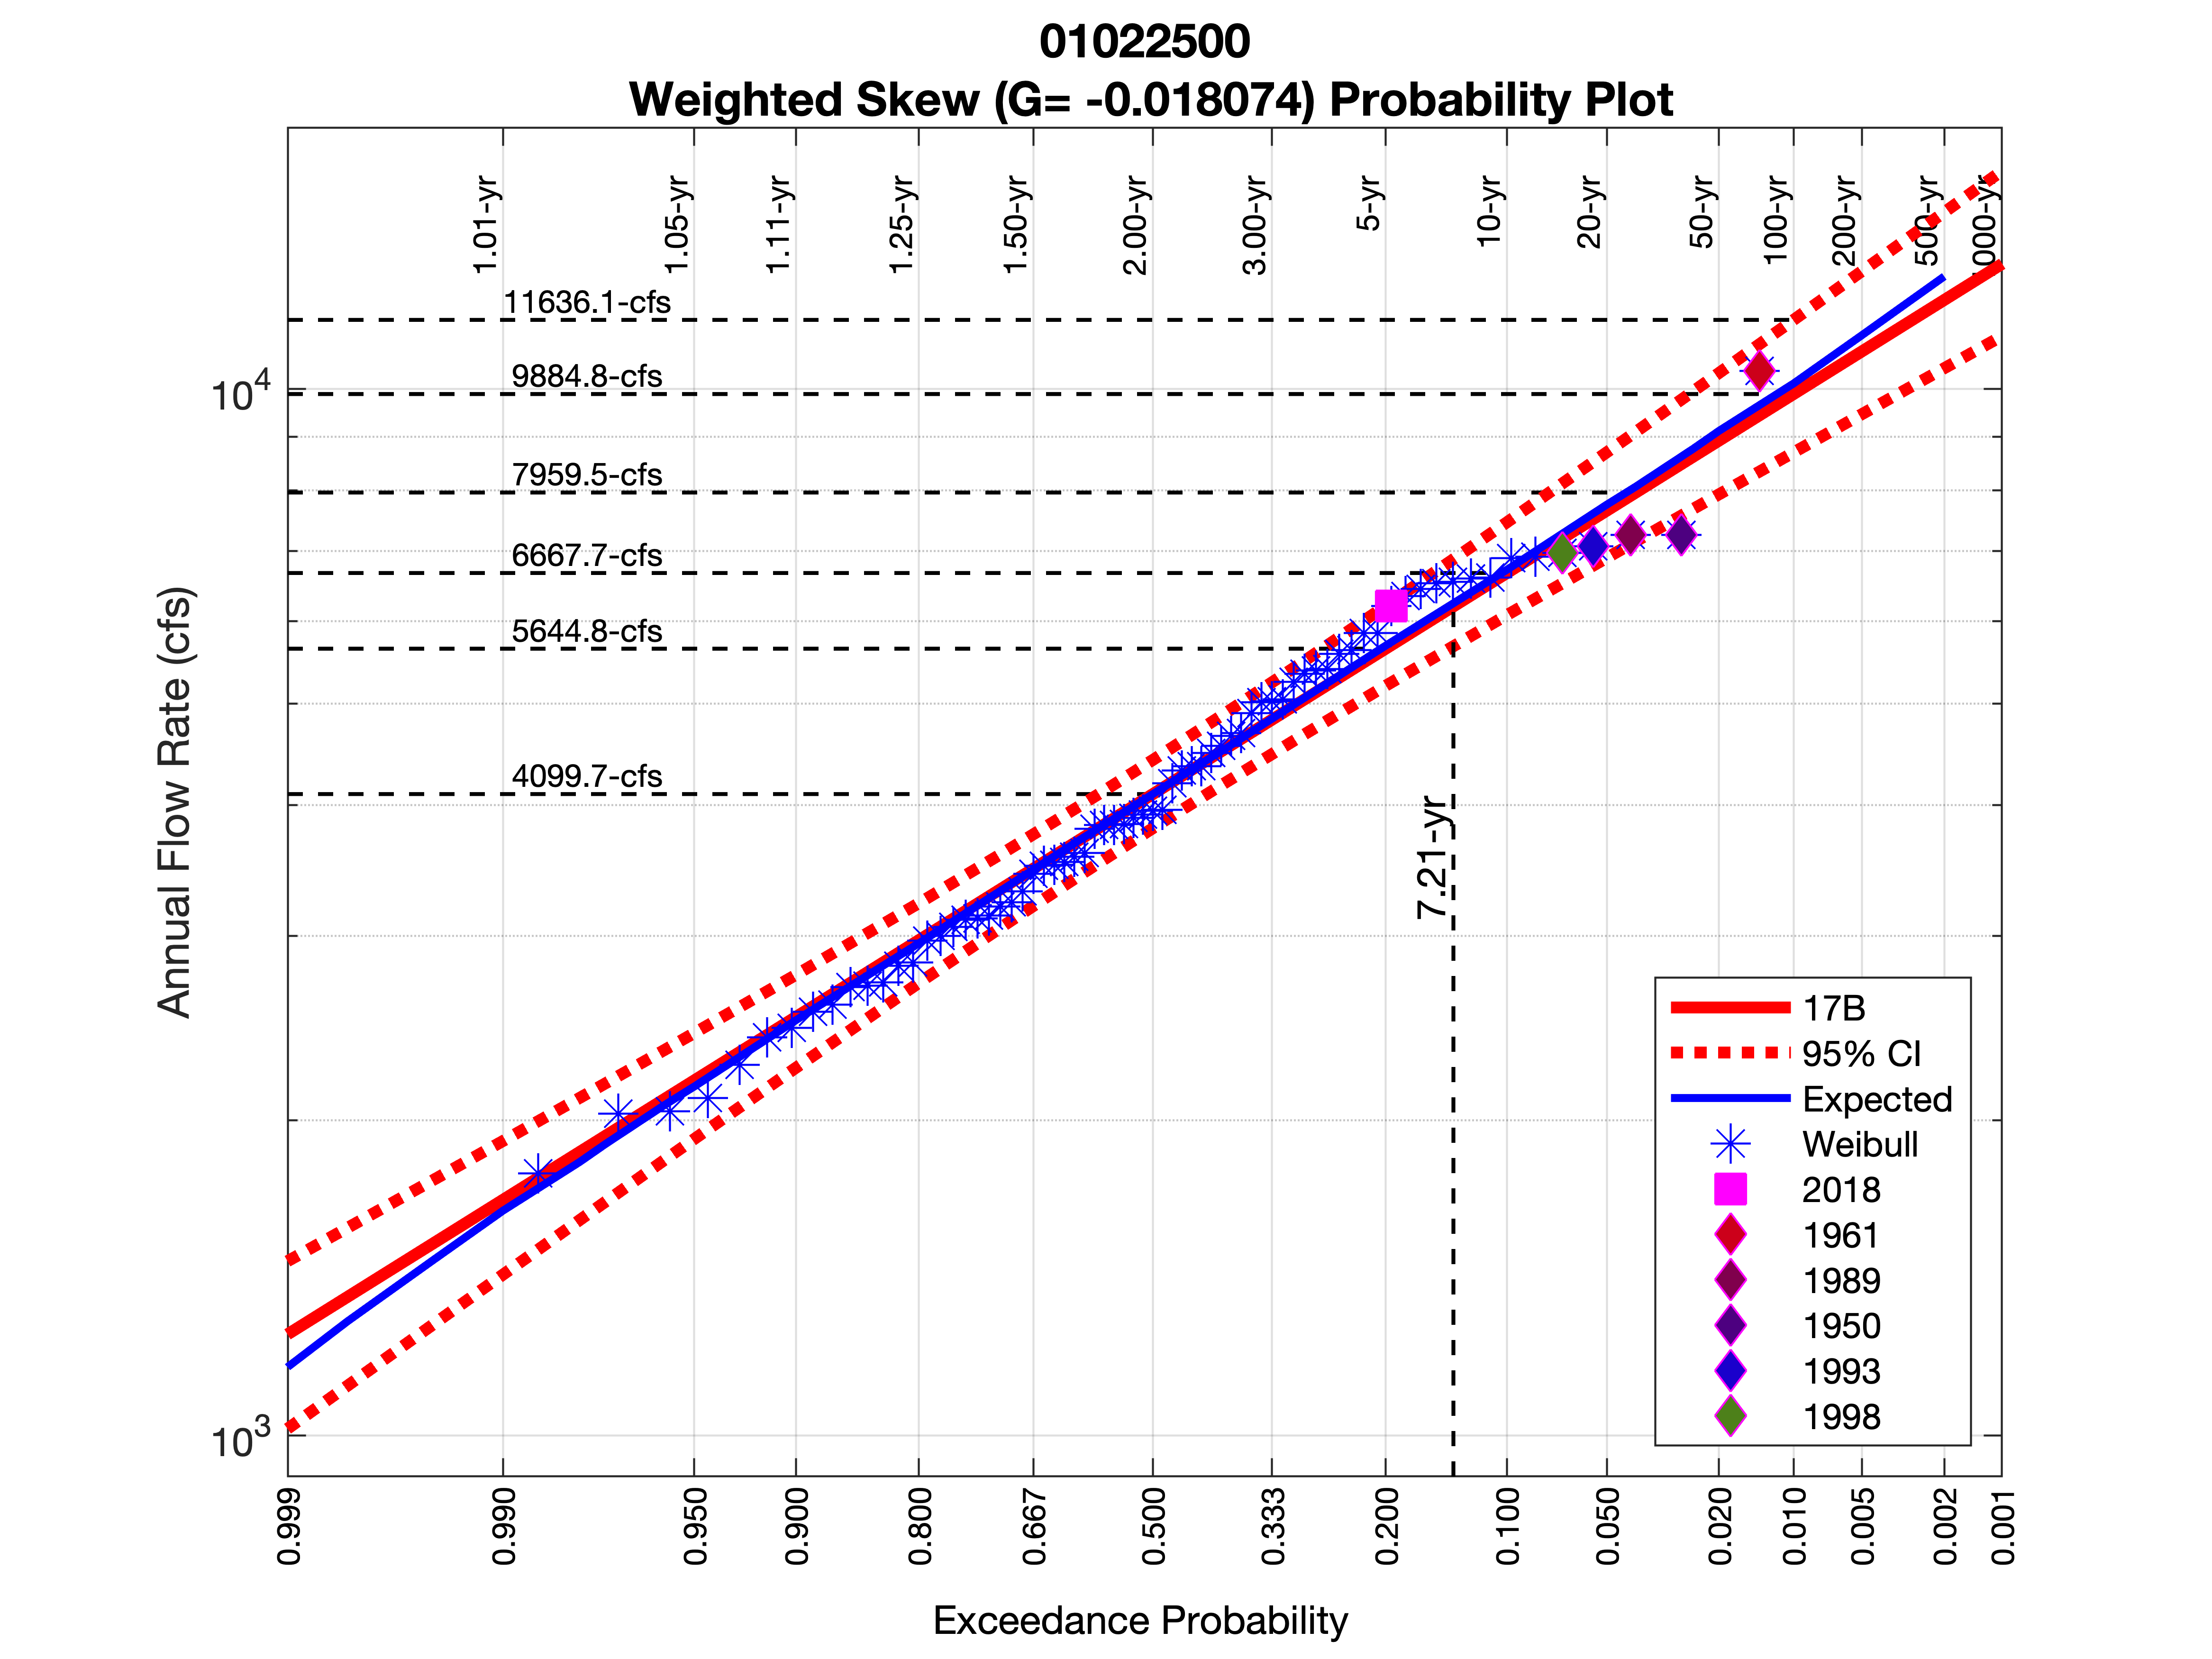 01022500
Weighted Skew (G= -0.018074) Probability Plot
1.01-yr
1.05-yr
1.11-yr
1.25-yr
1.50-yr
2.00-yr
3.00-yr
5-yr
10-yr
20-yr
50-yr
100-yr
200-yr
500-yr
000-yr
11636.1-cfs
9884.8-cfs
7959.5-cfs
6667.7-cfs
5644.8-cfs
4099.7-cfs
7.21-yr
10⁴
10³
Annual Flow Rate (cfs)
17B
95% CI
Expected
Weibull
2018
1961
1989
1950
1993
1998
0.999
0.990
0.950
0.900
0.800
0.667
0.500
0.333
0.200
0.100
0.050
0.020
0.010
0.005
0.002
0.001
Exceedance Probability